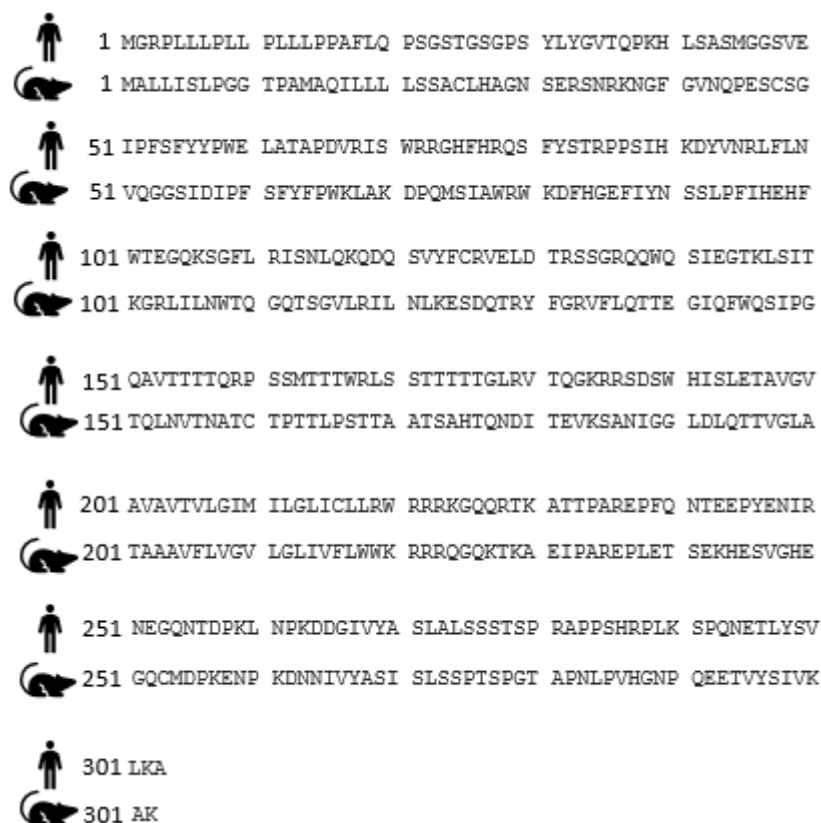 1 MGRPLLLPLL PLLLPPAFLQ PSGSTGSGPS YLYGVTQPKH LSASMGGSVE
1 MALLISLPGG TPAMAQILLL LSSACLHAGN SERSNRKNGF GVNQPESCSG
51 IPFSFYYPWE LATAPDVRIS WRRGHFHRQS FYSTRPPSIH KDYVNRLFLN
51 VQGGSIDIPF SFYFPWKLAK DPQMSIAWRW KDFHGEFIYN SSLPFIHEHF
101 WTEGQKSGFL RISNLQKQDQ SVYFCRVELD TRSSGRQQWQ SIEGTKLSIT
101 KGRLILNWTQ GQTSGVLRIL NLKESDQTRY FGRVFLQTTE GIQFWQSIPG
151 QAVTTTTQRP SSMTTTWRLS STTTTTGLRV TQGKRRSDSW HISLETAVGV
151 TQLNVTNATC TPTTLPSTTA ATSAHTQNDI TEVKSANIGG LDLQTTVGLA
201 AVAVTVLGIM ILGLICLLRW RRRKGQQRTK ATTPAREPFQ NTEEPYENIR
201 TAAAVFLVGV LGLIVFLWWK RRRQGQKTKA EIPAREPLET SEKHESVGHE
251 NEGQNTDPKL NPKDDGIVYA SLALSSSTSP RAPPSHRPLK SPQNETLYSV
251 GQCMDPKENP KDNNIVYASI SLSSPTSPGT APNLPVHGNP QEETVYSIVK
301 LKA
301 AK